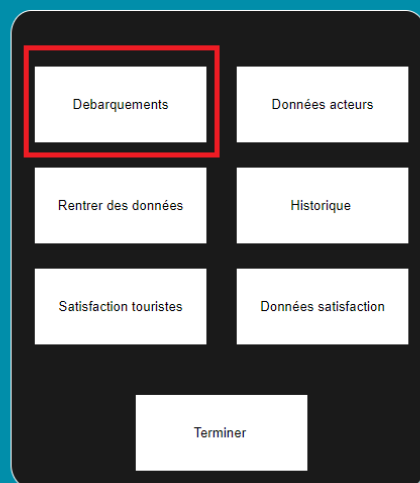 Debarquements
Données acteurs
Rentrer des données
Historique
Satisfaction touristes
Données satisfaction
Terminer